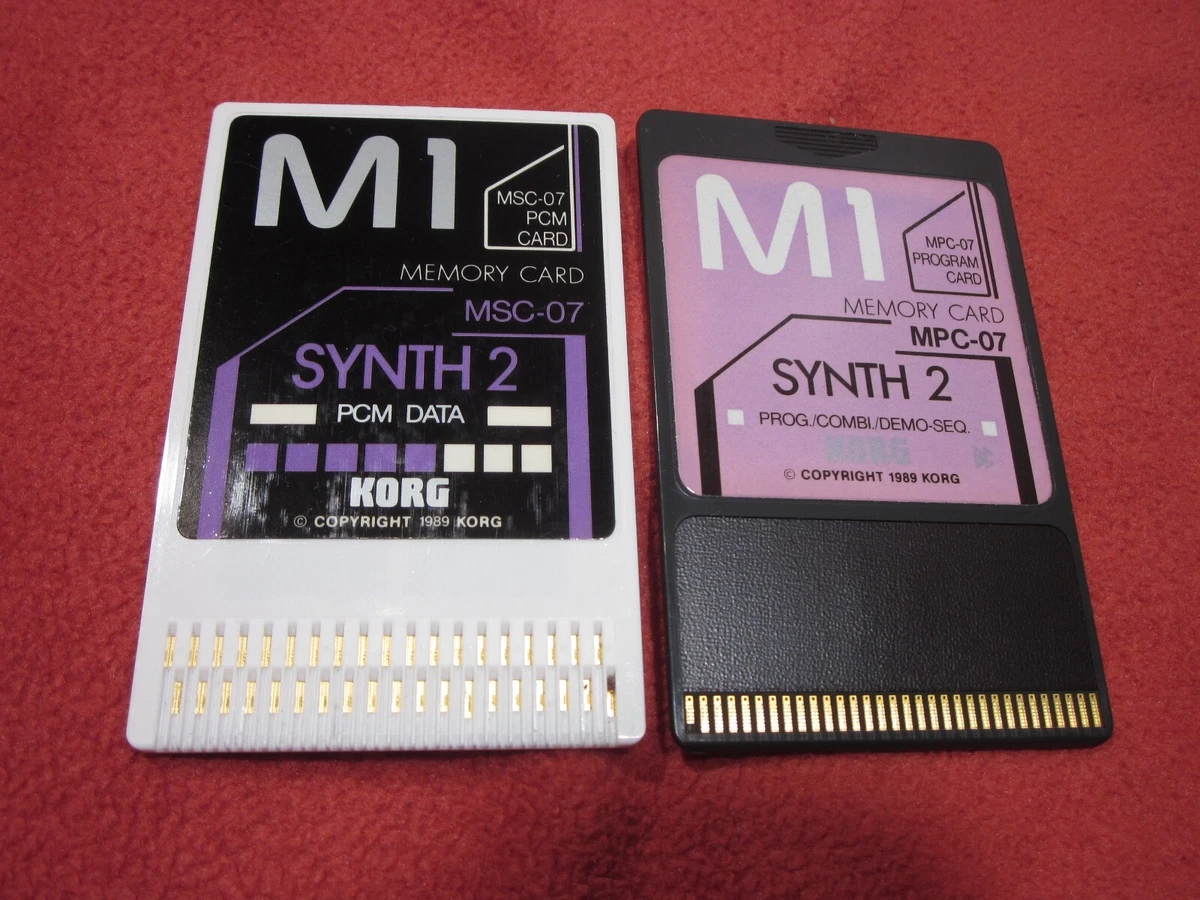 M1
MSC-07
PCM
CARD
MEMORY CARD
MSC-07
SYNTH 2
PCM DATA
KORG
© COPYRIGHT 1989 KORG
M1
MPC-07
PROGRAM
CARD
MEMORY CARD
MPC-07
SYNTH 2
PROG./COMBI./DEMO-SEQ.
KORG
© COPYRIGHT 1989 KORG